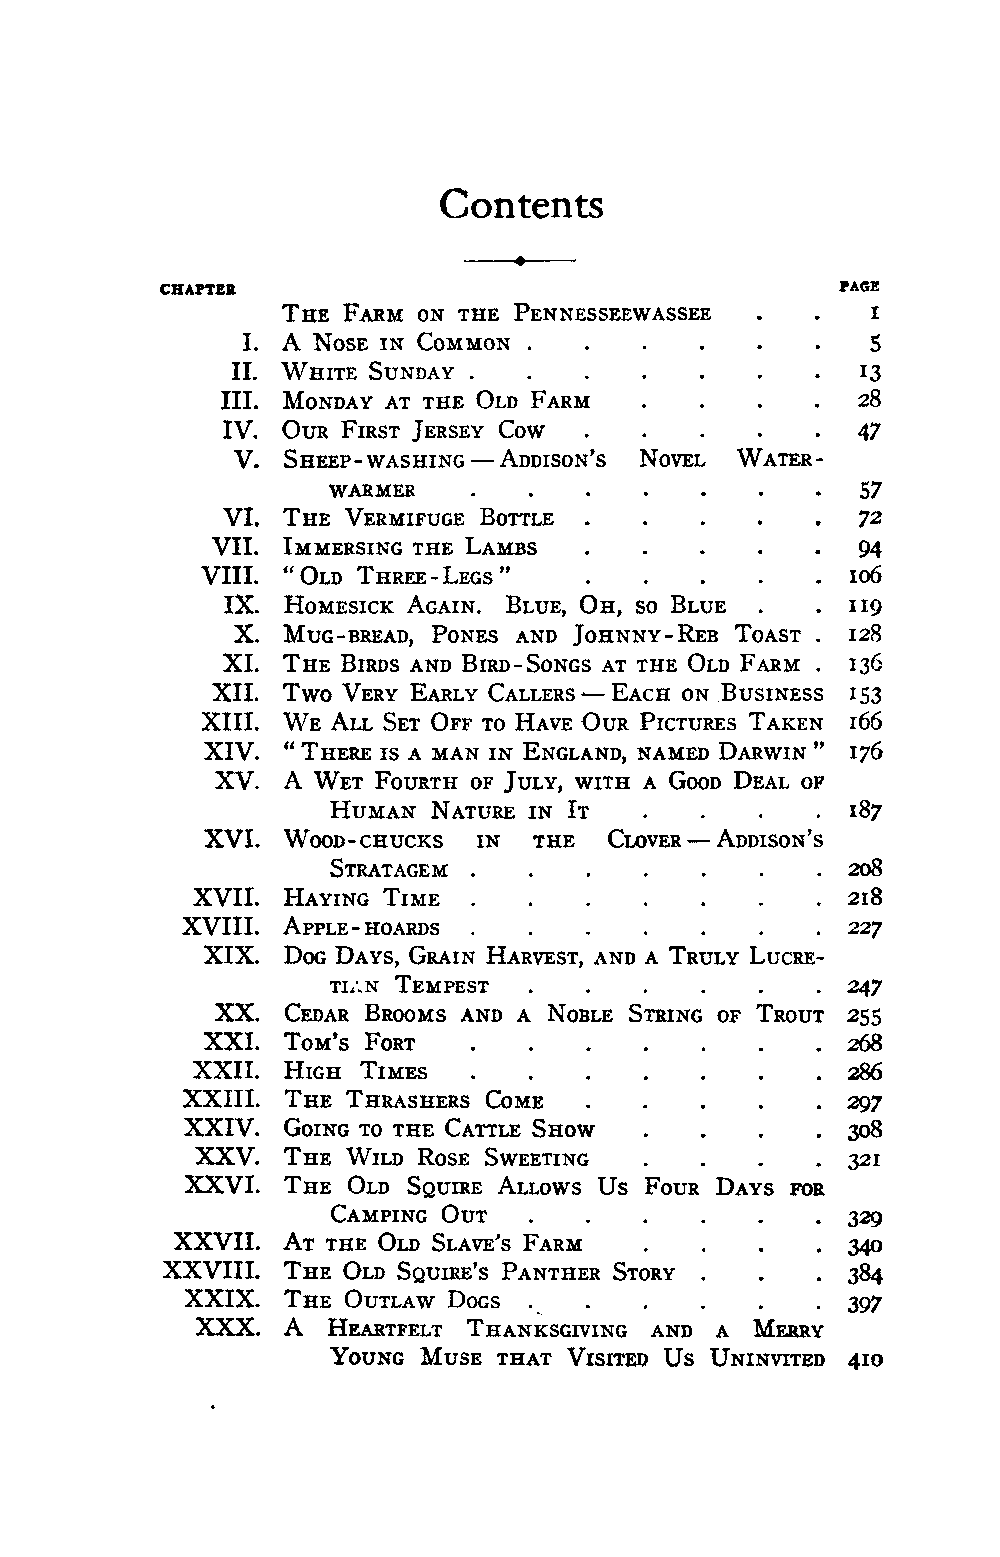 Contents
CHAPTER PAGE
THE FARM ON THE PENNESSEEWASSEE . . 1
I. A NOSE IN COMMON . . . . . . 5
II. WHITE SUNDAY . . . . . . . 13
III. MONDAY AT THE OLD FARM . . . . 28
IV. OUR FIRST JERSEY COW . . . . . 47
V. SHEEP-WASHING — ADDISON'S NOVEL WATER-
WARMER . . . . . . . 57
VI. THE VERMIFUGE BOTTLE . . . . . 72
VII. IMMERSING THE LAMBS . . . . . 94
VIII. "OLD THREE-LEGS" . . . . . 106
IX. HOMESICK AGAIN. BLUE, OH, SO BLUE . . 119
X. MUG-BREAD, PONES AND JOHNNY-REB TOAST . 128
XI. THE BIRDS AND BIRD-SONGS AT THE OLD FARM . 136
XII. TWO VERY EARLY CALLERS — EACH ON BUSINESS 153
XIII. WE ALL SET OFF TO HAVE OUR PICTURES TAKEN 166
XIV. "THERE IS A MAN IN ENGLAND, NAMED DARWIN" 176
XV. A WET FOURTH OF JULY, WITH A GOOD DEAL OF
HUMAN NATURE IN IT . . . . 187
XVI. WOOD-CHUCKS IN THE CLOVER — ADDISON'S
STRATAGEM . . . . . . . 208
XVII. HAYING TIME . . . . . . . 218
XVIII. APPLE-HOARDS . . . . . . . 227
XIX. DOG DAYS, GRAIN HARVEST, AND A TRULY LUCRE-
TIAN TEMPEST . . . . . . 247
XX. CEDAR BROOMS AND A NOBLE STRING OF TROUT 255
XXI. TOM'S FORT . . . . . . . 268
XXII. HIGH TIMES . . . . . . . 286
XXIII. THE THRASHERS COME . . . . . 297
XXIV. GOING TO THE CATTLE SHOW . . . . 308
XXV. THE WILD ROSE SWEETING . . . . 321
XXVI. THE OLD SQUIRE ALLOWS US FOUR DAYS FOR
CAMPING OUT . . . . . . 329
XXVII. AT THE OLD SLAVE'S FARM . . . . 340
XXVIII. THE OLD SQUIRE'S PANTHER STORY . . . 384
XXIX. THE OUTLAW DOGS . . . . . . 397
XXX. A HEARTFELT THANKSGIVING AND A MERRY
YOUNG MUSE THAT VISITED US UNINVITED 410